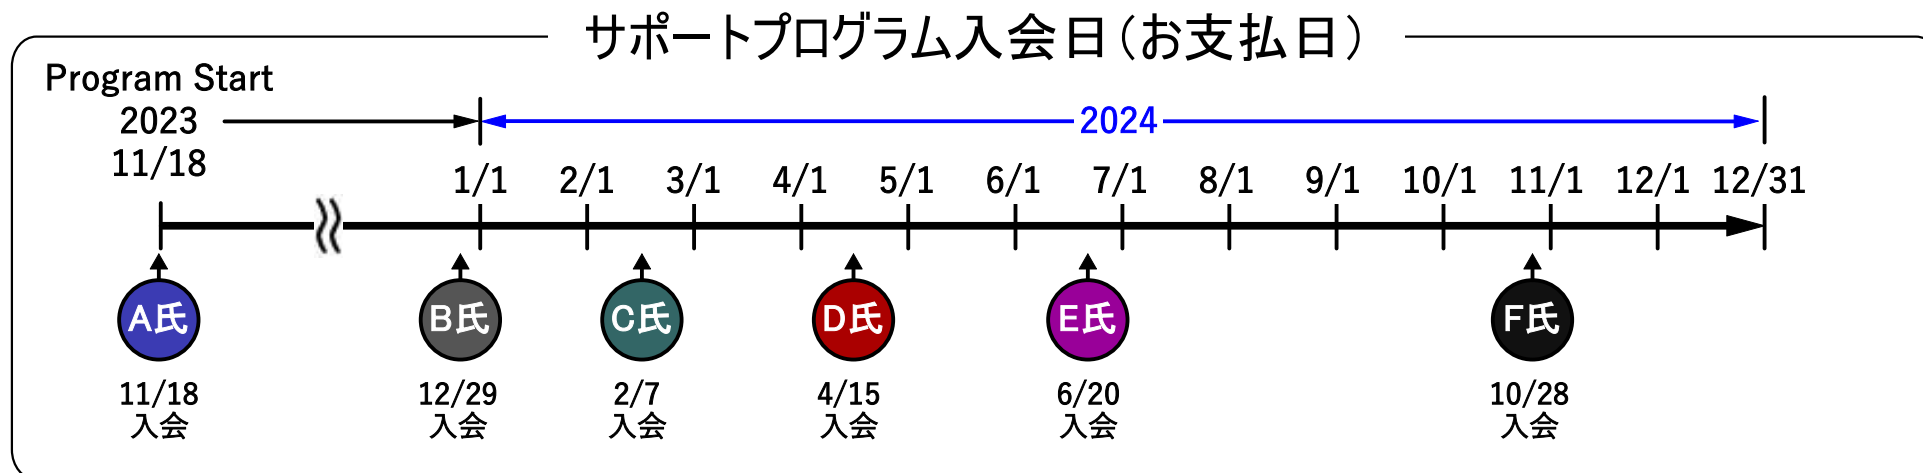 サポートプログラム入会日（お支払日）
Program Start
2023
11/18
2024
1/1 2/1 3/1 4/1 5/1 6/1 7/1 8/1 9/1 10/1 11/1 12/1 12/31
A氏 B氏 C氏 D氏 E氏 F氏
11/18 12/29 2/7 4/15 6/20 10/28
入会 入会 入会 入会 入会 入会